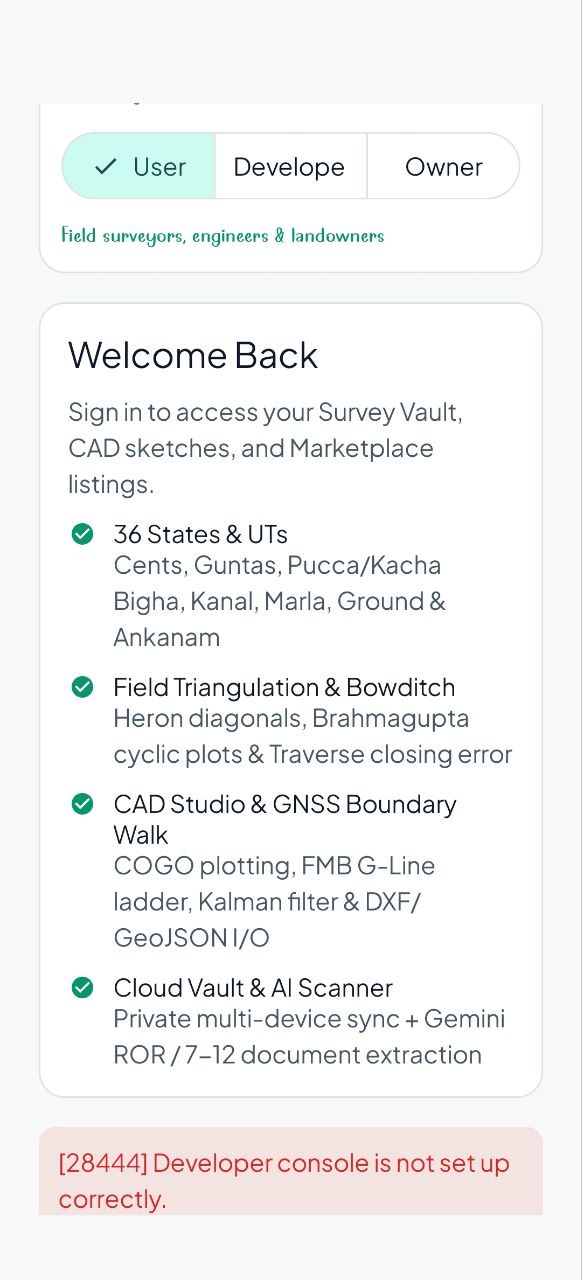 User
Develope
Owner
Field surveyors, engineers & landowners
Welcome Back
Sign in to access your Survey Vault,
CAD sketches, and Marketplace
listings.
36 States & UTs
Cents, Guntas, Pucca/Kacha
Bigha, Kanal, Marla, Ground &
Ankanam
Field Triangulation & Bowditch
Heron diagonals, Brahmagupta
cyclic plots & Traverse closing error
CAD Studio & GNSS Boundary
Walk
COGO plotting, FMB G-Line
ladder, Kalman filter & DXF/
GeoJSON I/O
Cloud Vault & AI Scanner
Private multi-device sync + Gemini
ROR / 7–12 document extraction
[28444] Developer console is not set up
correctly.